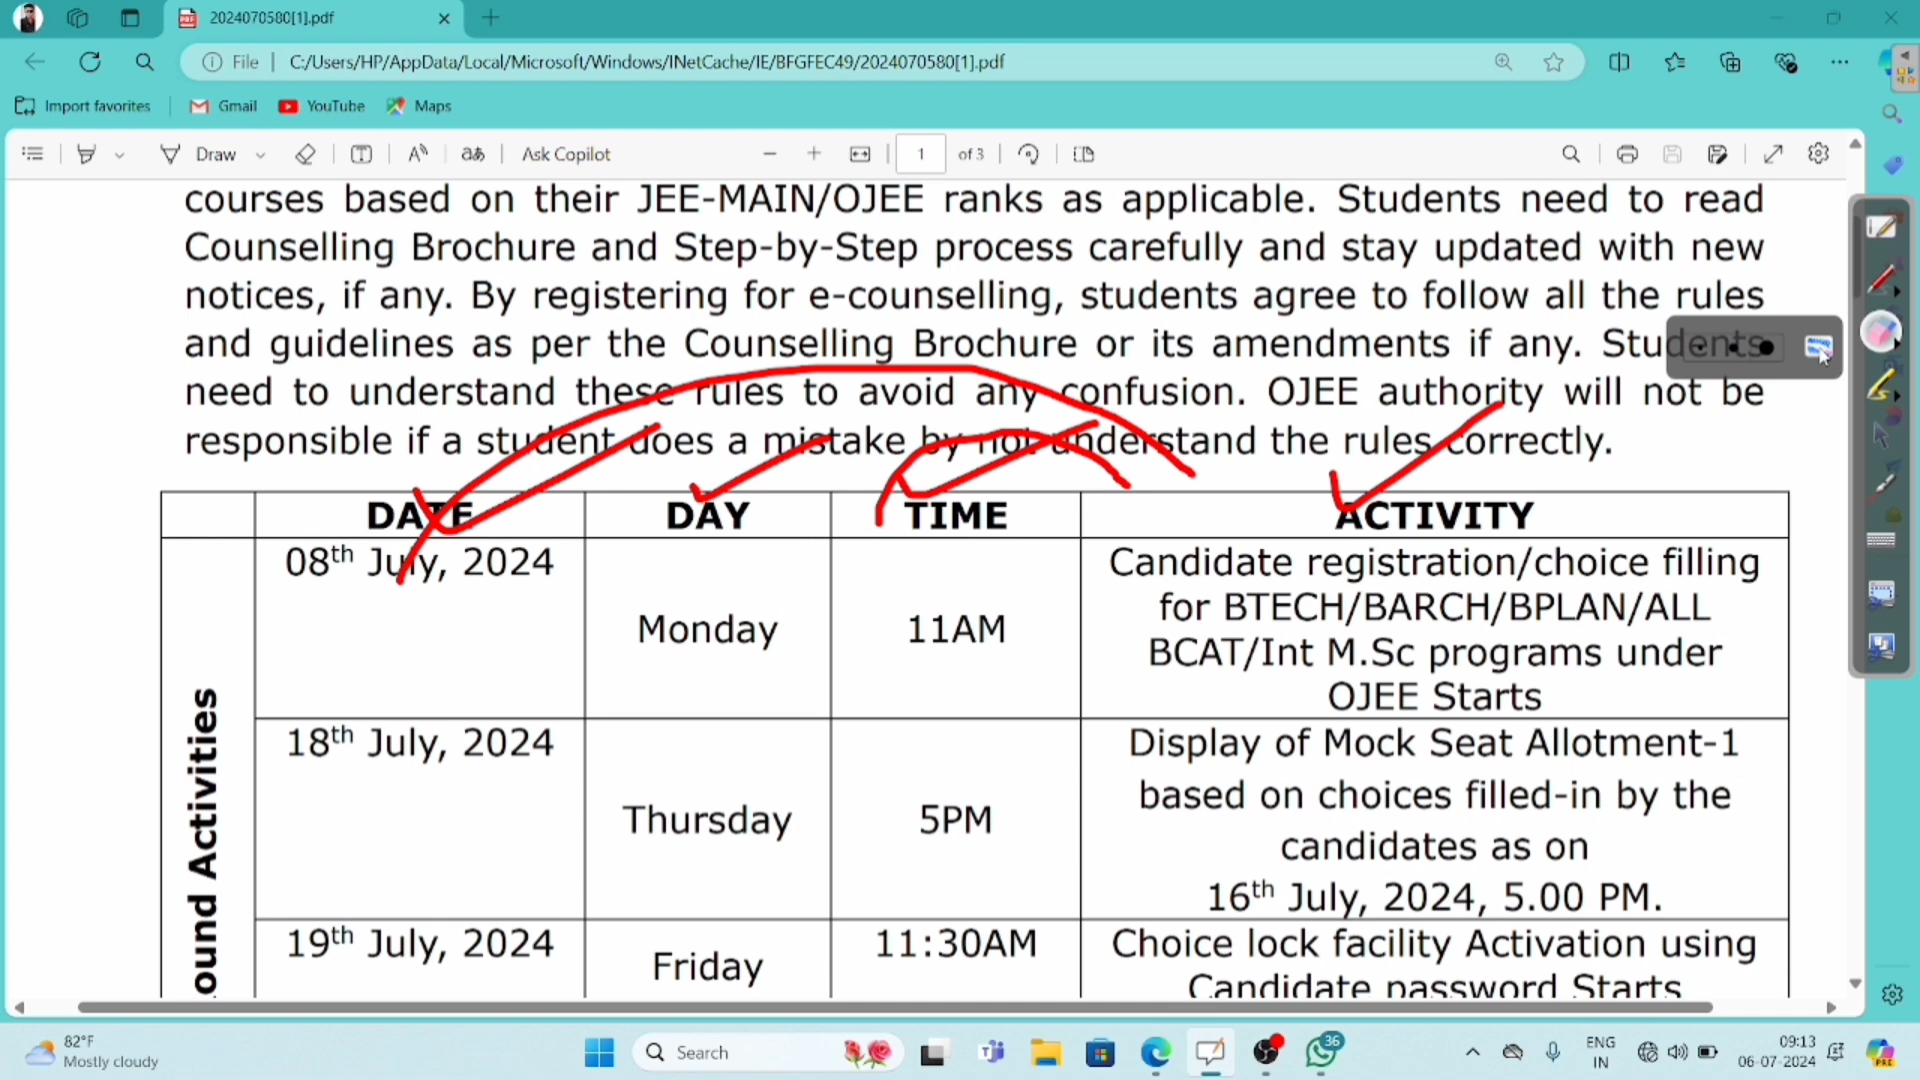 2024070580[1].pdf
File | C:/Users/HP/AppData/Local/Microsoft/Windows/INetCache/IE/BFGFEC49/2024070580[1].pdf
Import favorites Gmail YouTube Maps
Draw Ask Copilot 1 of 3
courses based on their JEE-MAIN/OJEE ranks as applicable. Students need to read
Counselling Brochure and Step-by-Step process carefully and stay updated with new
notices, if any. By registering for e-counselling, students agree to follow all the rules
and guidelines as per the Counselling Brochure or its amendments if any. Students
need to understand these rules to avoid any confusion. OJEE authority will not be
responsible if a student does a mistake by not understand the rules correctly.
DATE DAY TIME ACTIVITY
08th July, 2024 Monday 11AM Candidate registration/choice filling
for BTECH/BARCH/BPLAN/ALL
BCAT/Int M.Sc programs under
OJEE Starts
18th July, 2024 Thursday 5PM Display of Mock Seat Allotment-1
based on choices filled-in by the
candidates as on
16th July, 2024, 5.00 PM.
19th July, 2024 Friday 11:30AM Choice lock facility Activation using
Candidate password Starts
ound Activities
82°F
Mostly cloudy
Search
36
ENG
IN
09:13
06-07-2024
PRE